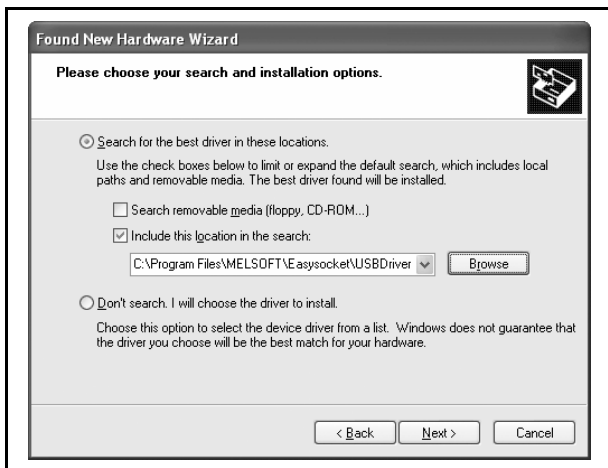 Found New Hardware Wizard
Please choose your search and installation options.
Search for the best driver in these locations.
Use the check boxes below to limit or expand the default search, which includes local
paths and removable media. The best driver found will be installed.
Search removable media (floppy, CD-ROM...)
Include this location in the search:
C:\Program Files\MELSOFT\Easysocket\USBDriver
Browse
Don't search. I will choose the driver to install.
Choose this option to select the device driver from a list. Windows does not guarantee that
the driver you choose will be the best match for your hardware.
< Back
Next >
Cancel